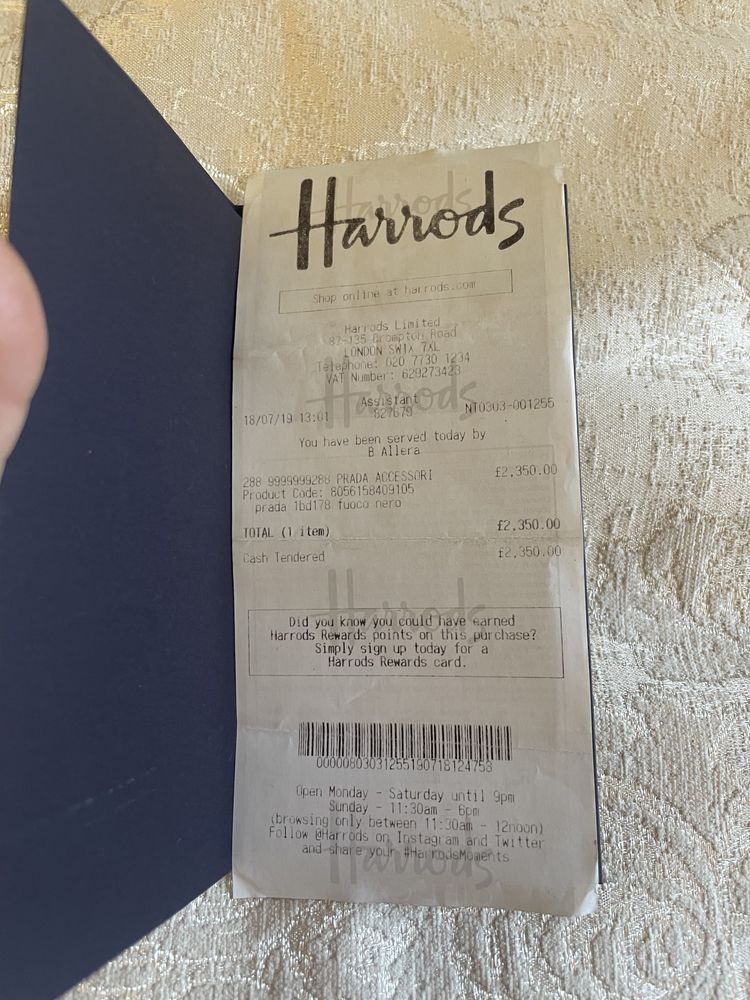 Harrods
Shop online at harrods.com
Harrods Limited
87-135 Brompton Road
LONDON SW1X 7XL
Telephone: 020 7730 1234
VAT Number: 629273423
Assistant
18/07/19 13:01 827679 NT0303-001255
You have been served today by
B Allera
288 9999999288 PRADA ACCESSORI £2,350.00
Product Code: 8056158409105
prada 1bd178 fuoco nero
TOTAL (1 item) £2,350.00
Cash Tendered £2,350.00
Did you know you could have earned
Harrods Rewards points on this purchase?
Simply sign up today for a
Harrods Rewards card.
00000803031255190718124758
Open Monday - Saturday until 9pm
Sunday - 11:30am - 6pm
(browsing only between 11:30am - 12noon)
Follow @Harrods on Instagram and Twitter
and share your #HarrodsMoments